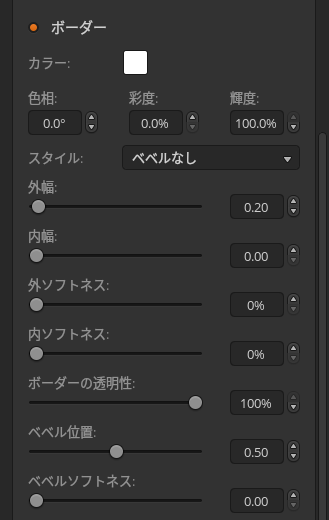 ボーダー
カラー:
色相: 彩度: 輝度:
0.0° 0.0% 100.0%
スタイル: ベベルなし
外幅:
0.20
内幅:
0.00
外ソフトネス:
0%
内ソフトネス:
0%
ボーダーの透明性:
100%
ベベル位置:
0.50
ベベルソフトネス:
0.00